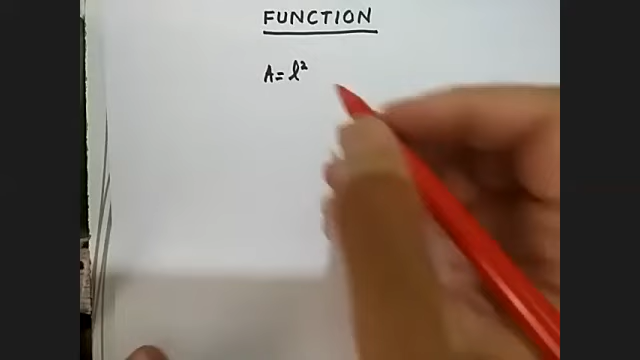 FUNCTION
A = l²